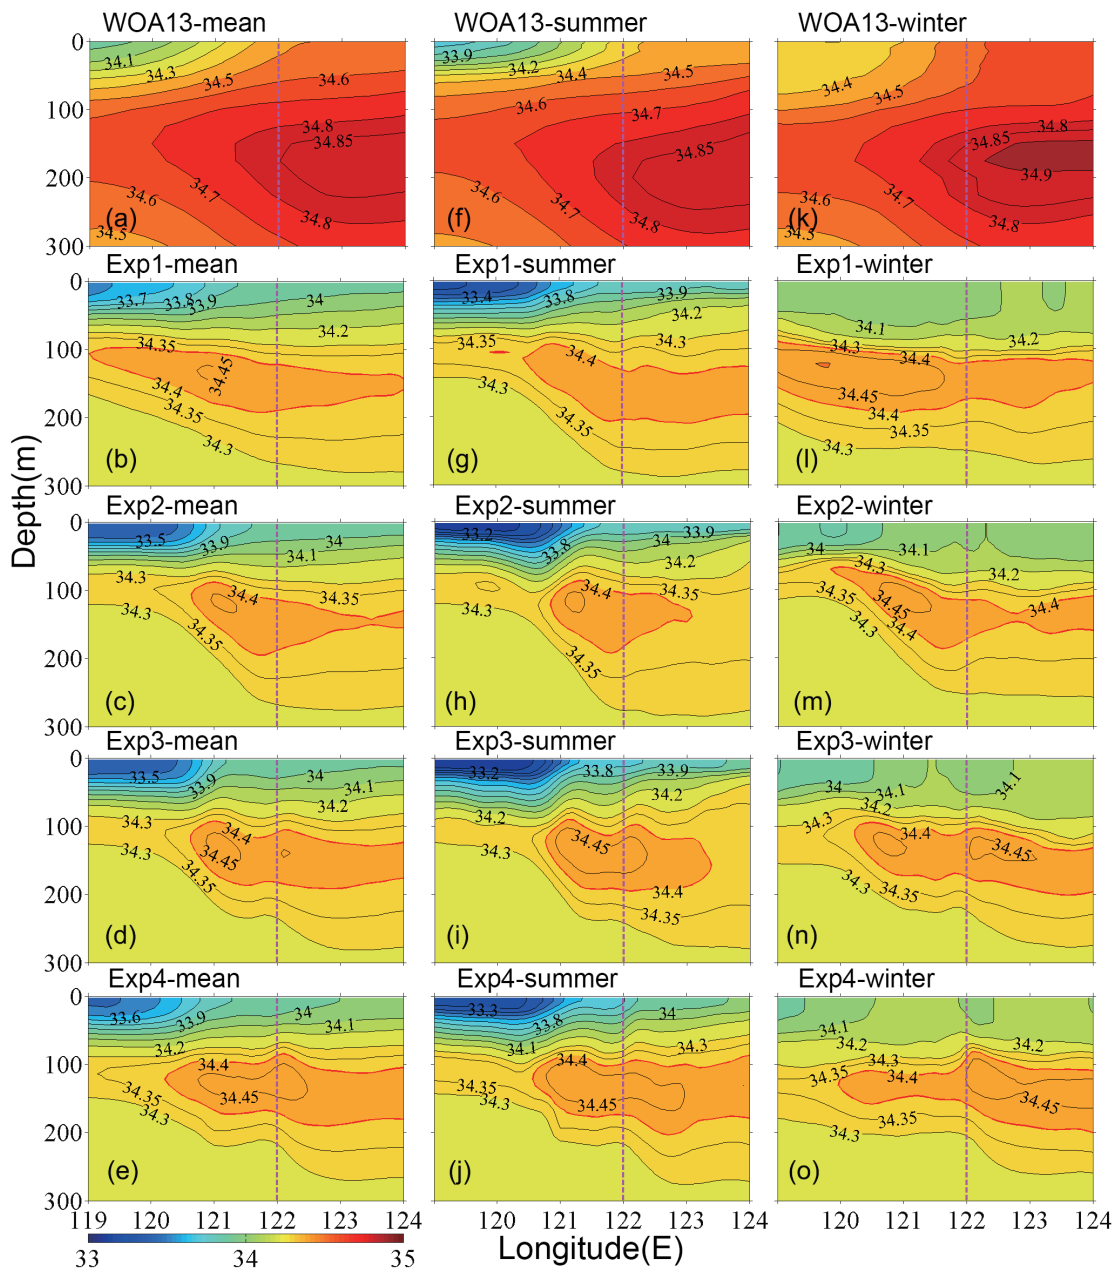 WOA13-mean WOA13-summer WOA13-winter
0 34.1 34.3 34.5 34.6 33.9 34.2 34.4 34.5 34.4 34.5
100 34.8 34.85 34.6 34.7 34.85 34.8 34.85
200 34.6 34.7 34.8 34.6 34.7 34.8 34.6 34.7 34.9 34.8
300 34.5 (a) (f) (k)
Exp1-mean Exp1-summer Exp1-winter
0 33.7 33.8 33.9 34 34.2 33.4 33.8 33.9 34.2 34.1 34.2
100 34.35 34.45 34.4 34.35 34.4 34.3 34.3 34.4 34.45
200 34.35 34.3 34.3 34.35 34.4 34.35 34.3
300 (b) (g) (l)
Exp2-mean Exp2-summer Exp2-winter
0 33.5 33.9 34 34.1 33.2 33.8 34 33.9 34.2 34 34.1 34.2
100 34.3 34.4 34.35 34.3 34.3 34.4 34.35 34.3 34.35 34.45 34.4 34.4
200 34.35 34.35 34.3
300 (c) (h) (m)
Exp3-mean Exp3-summer Exp3-winter
0 33.5 33.9 34 34.1 34.2 33.2 33.8 33.9 34.2 34 34.1 34.2 34.1
100 34.3 34.4 34.45 34.3 34.2 34.45 34.3 34.3 34.4 34.45
200 34.35 34.4 34.35 34.3 34.35
300 (d) (i) (n)
Exp4-mean Exp4-summer Exp4-winter
0 33.6 33.9 34 34.1 33.3 33.8 34 34.1 34.2
100 34.2 34.4 34.45 34.1 34.4 34.3 34.35 34.45 34.35 34.3 34.4 34.45
200 34.35 34.3 34.3 34.35 34.3
300 (e) (j) (o)
119 120 121 122 123 124 120 121 122 123 124 120 121 122 123 124
33 34 35
Depth(m)
Longitude(E)